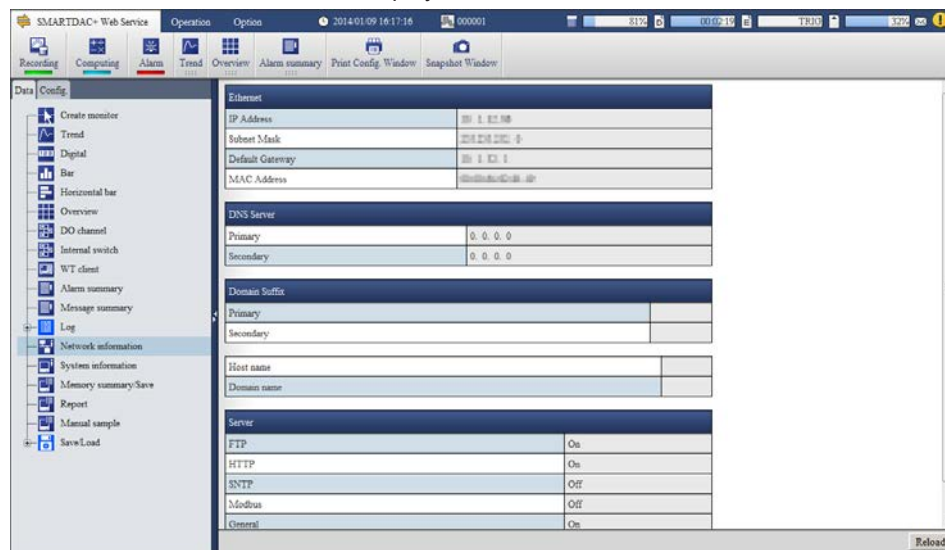 SMARTDAC+ Web Service Operation Option 2014/01/09 16:17:16 000001 81% D 00:02:19 E TRIG 32%
Recording Computing Alarm Trend Overview Alarm summary Print Config. Window Snapshot Window
Data Config.
Create monitor
Trend
Digital
Bar
Horizontal bar
Overview
DO channel
Internal switch
WT client
Alarm summary
Message summary
Log
Network information
System information
Memory summary/Save
Report
Manual sample
Save/Load
Ethernet
IP Address
Subnet Mask
Default Gateway
MAC Address
DNS Server
Primary 0. 0. 0. 0
Secondary 0. 0. 0. 0
Domain Suffix
Primary
Secondary
Host name
Domain name
Server
FTP On
HTTP On
SNTP Off
Modbus Off
General On
Reload